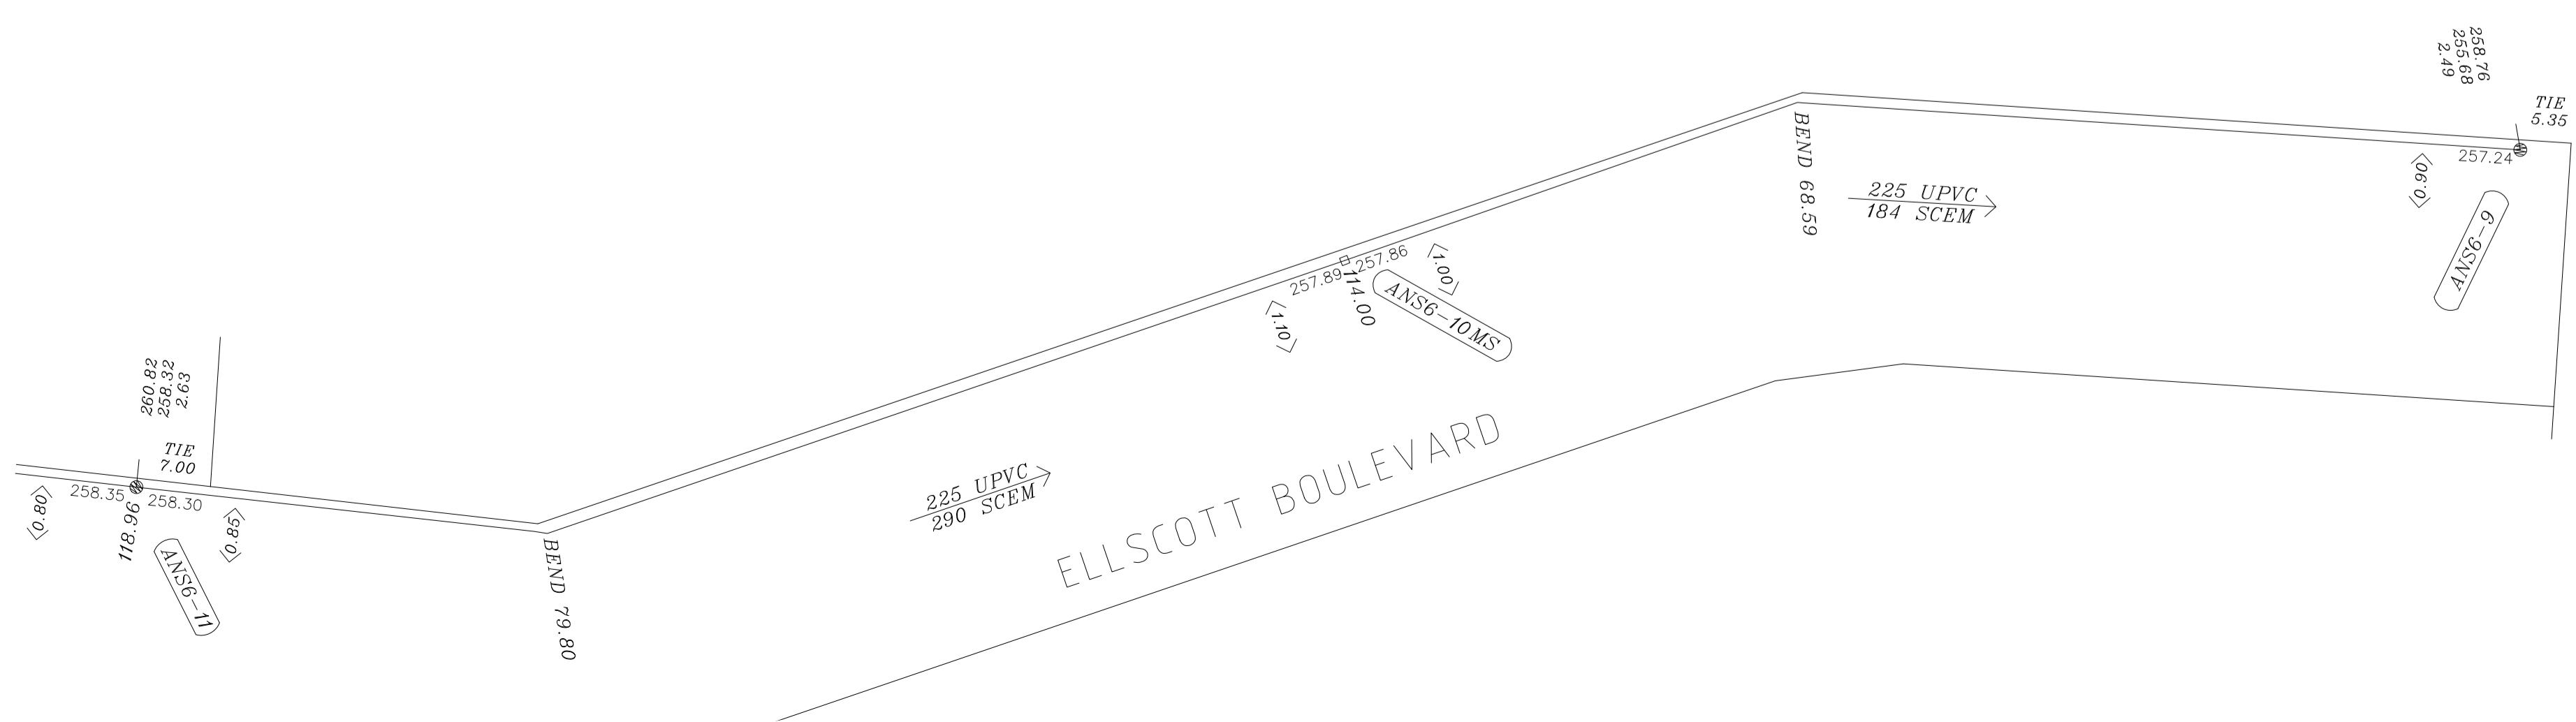 258.76
255.68
2.49
TIE
5.35
257.24
0.90
ANS6-9
BEND 68.59
225 UPVC
184 SCEM
257.89
257.86
114.00
1.00
1.10
ANS6-10MS
260.82
258.32
2.63
TIE
7.00
258.35
258.30
0.80
0.85
118.96
ANS6-11
BEND 79.80
225 UPVC
290 SCEM
ELLSCOTT BOULEVARD